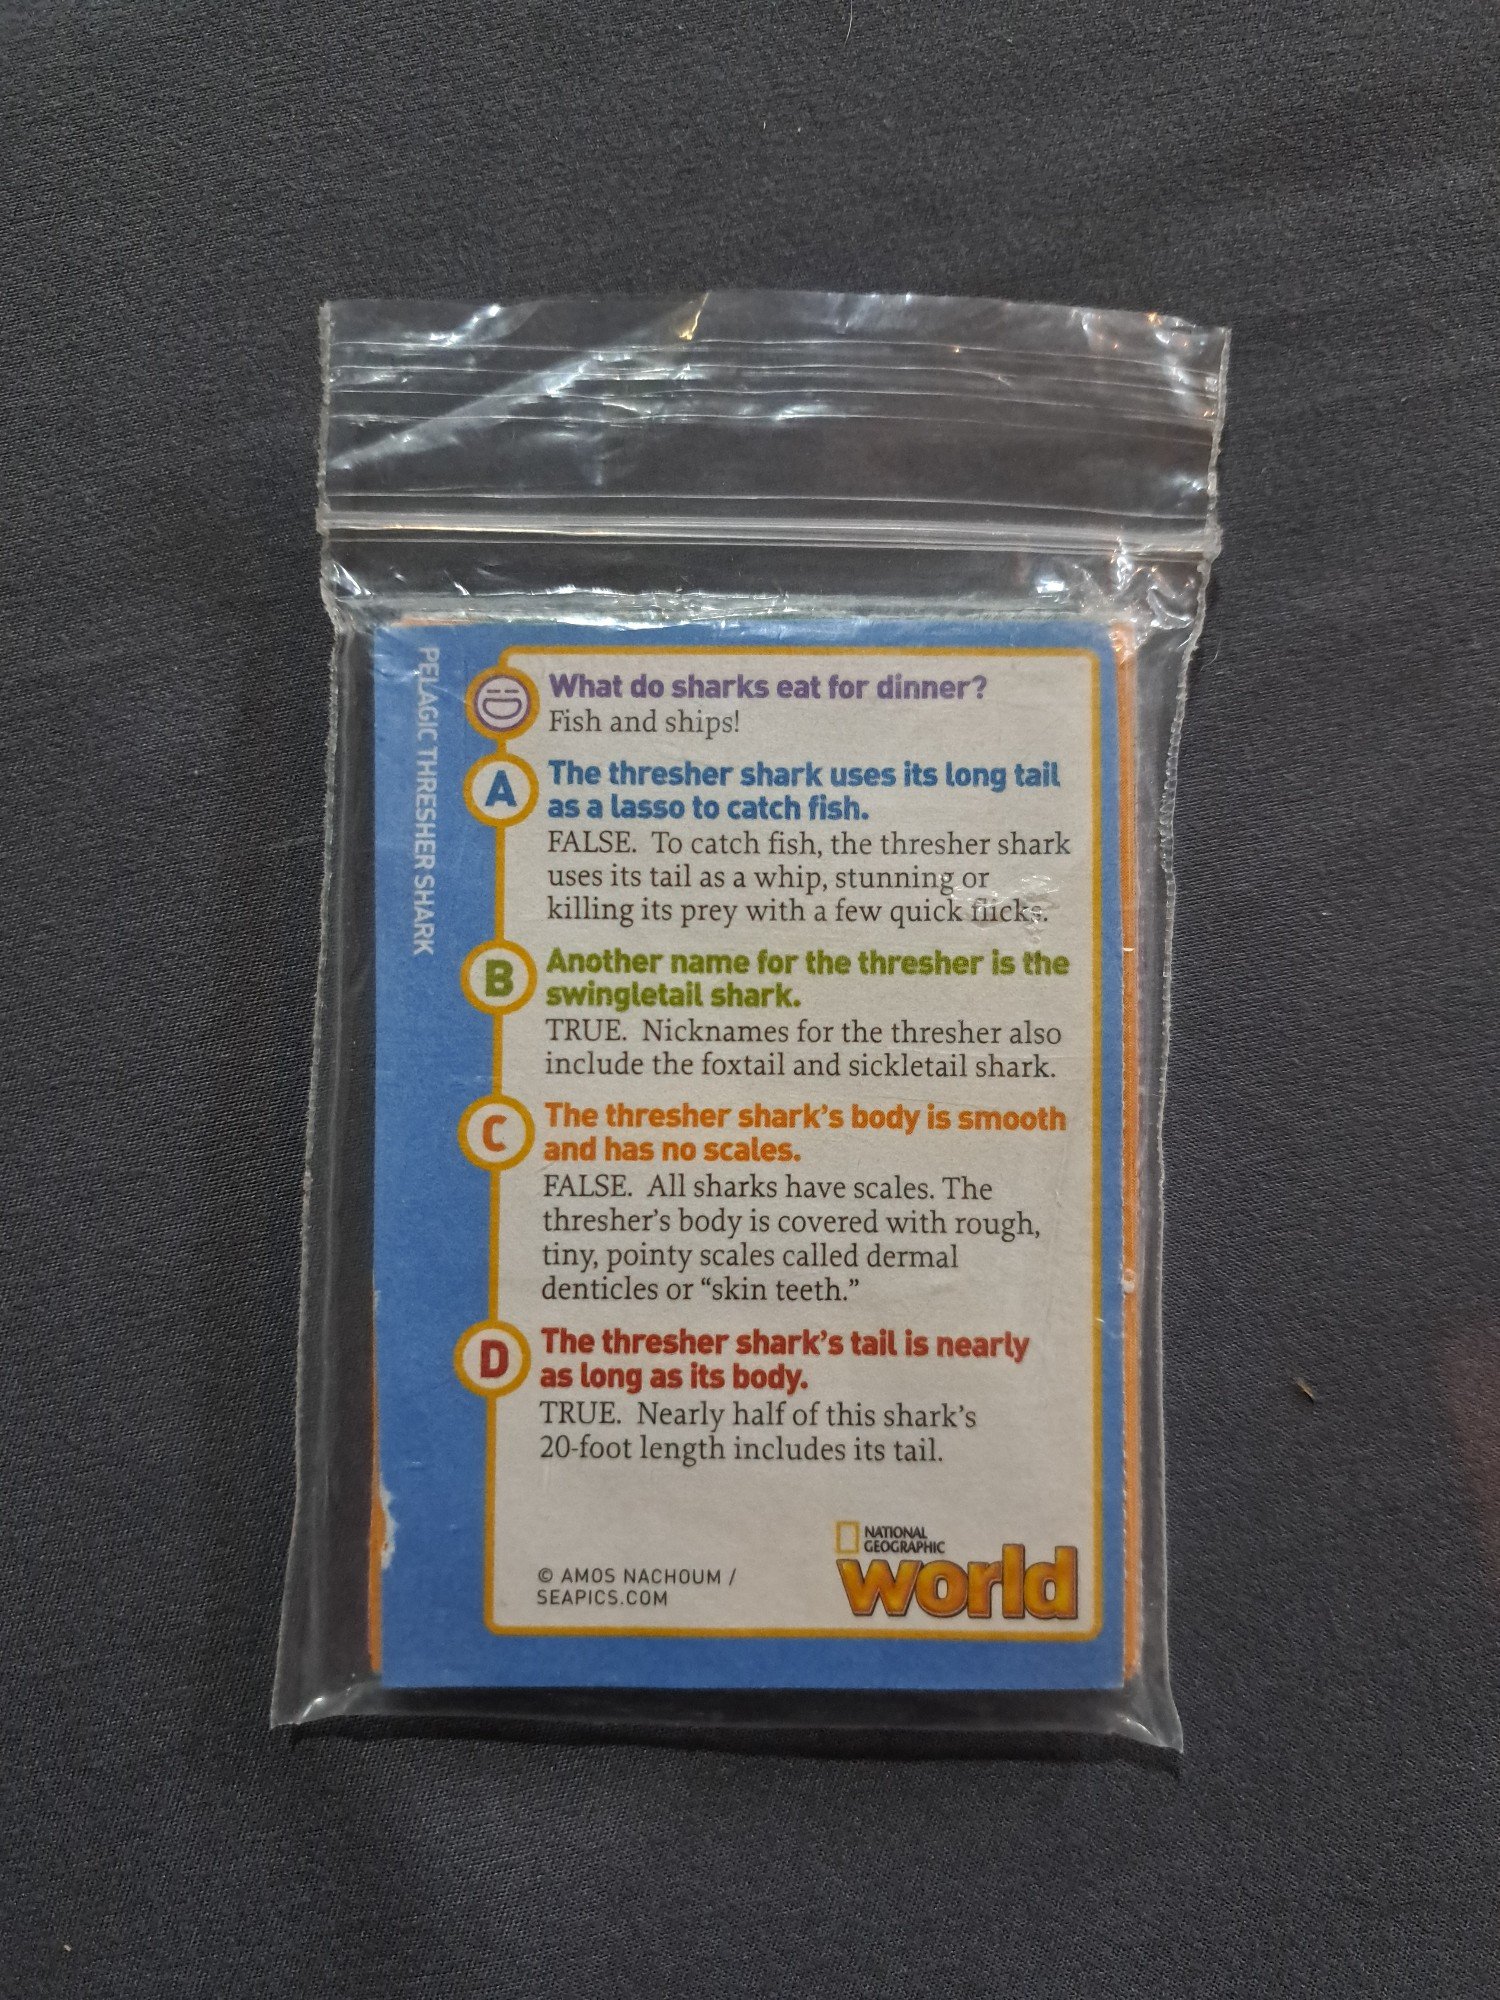 PELAGIC THRESHER SHARK
What do sharks eat for dinner?
Fish and ships!
A
The thresher shark uses its long tail
as a lasso to catch fish.
FALSE. To catch fish, the thresher shark
uses its tail as a whip, stunning or
killing its prey with a few quick flicks.
B
Another name for the thresher is the
swingletail shark.
TRUE. Nicknames for the thresher also
include the foxtail and sickletail shark.
C
The thresher shark's body is smooth
and has no scales.
FALSE. All sharks have scales. The
thresher's body is covered with rough,
tiny, pointy scales called dermal
denticles or “skin teeth.”
D
The thresher shark's tail is nearly
as long as its body.
TRUE. Nearly half of this shark's
20-foot length includes its tail.
© AMOS NACHOUM /
SEAPICS.COM
NATIONAL
GEOGRAPHIC
world